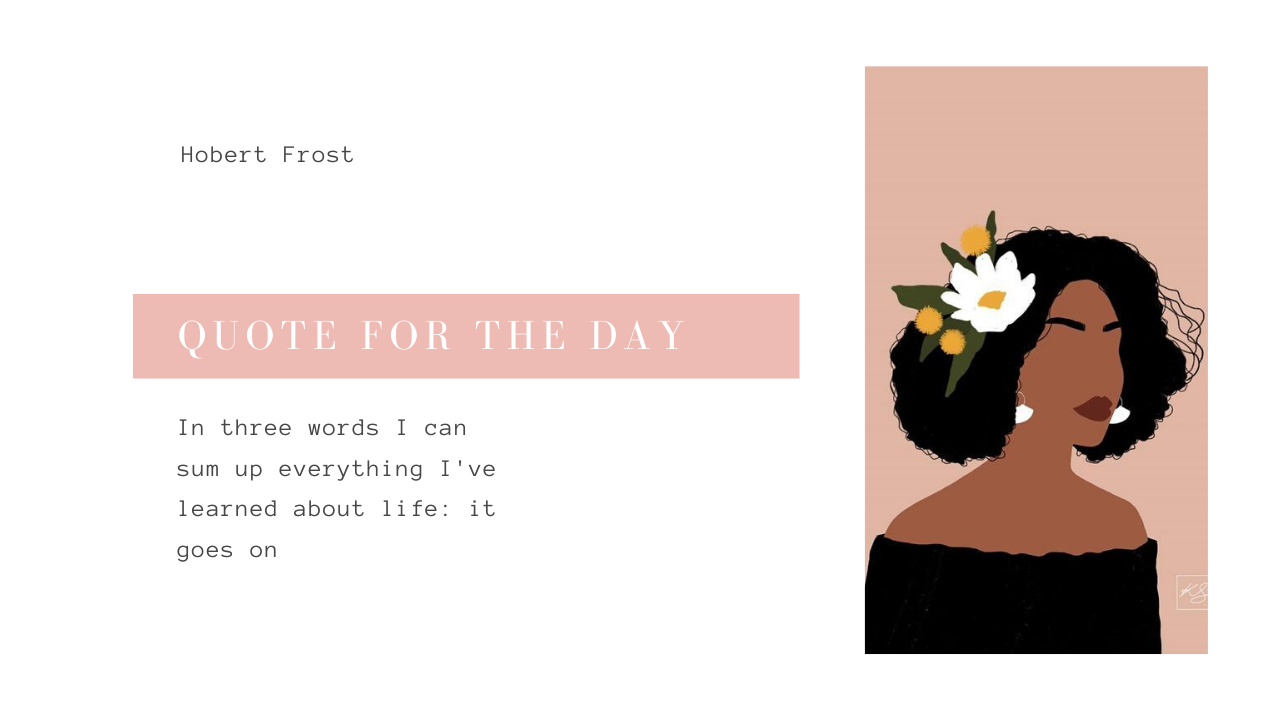 Hobert Frost
QUOTE FOR THE DAY
In three words I can
sum up everything I've
learned about life: it
goes on